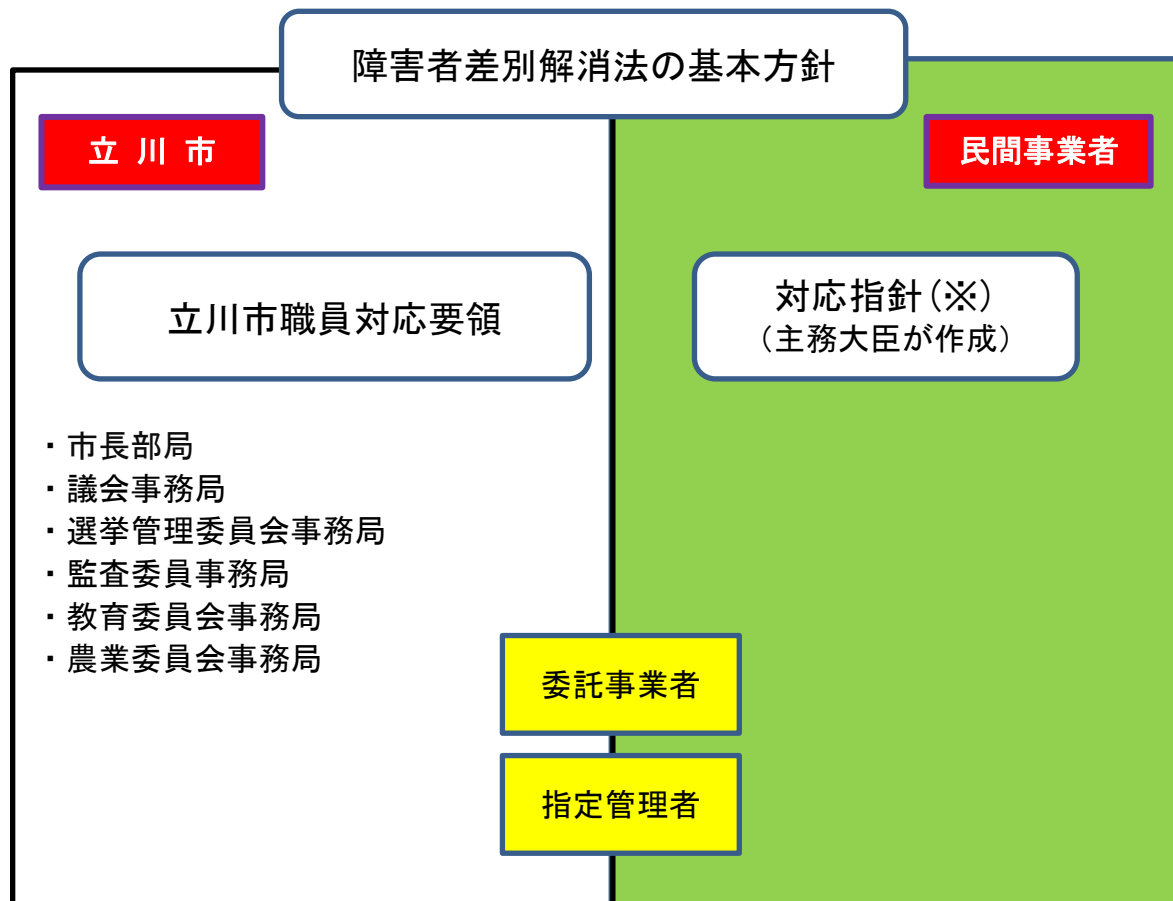 障害者差別解消法の基本方針
立 川 市
民間事業者
立川市職員対応要領
対応指針(※)
(主務大臣が作成)
・市長部局
・議会事務局
・選挙管理委員会事務局
・監査委員事務局
・教育委員会事務局
・農業委員会事務局
委託事業者
指定管理者